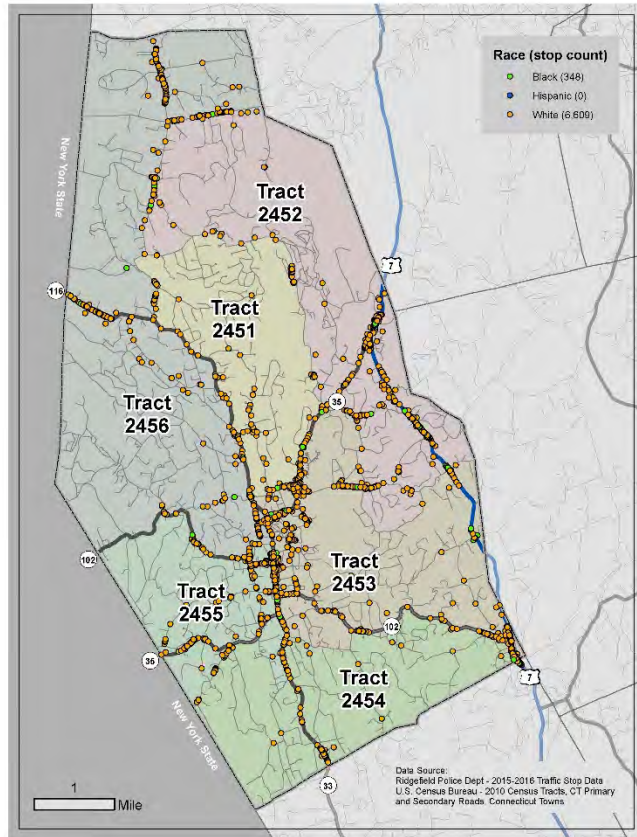 Race (stop count)
Black (348)
Hispanic (0)
White (6,609)
New York State
Tract
2452
7
116
Tract
2451
35
Tract
2456
102
Tract
2453
Tract
2455
102
35
7
Tract
2454
New York State
33
1
Mile
Data Source:
Ridgefield Police Dept - 2015-2016 Traffic Stop Data
U.S. Census Bureau - 2010 Census Tracts, CT Primary
and Secondary Roads, Connecticut Towns